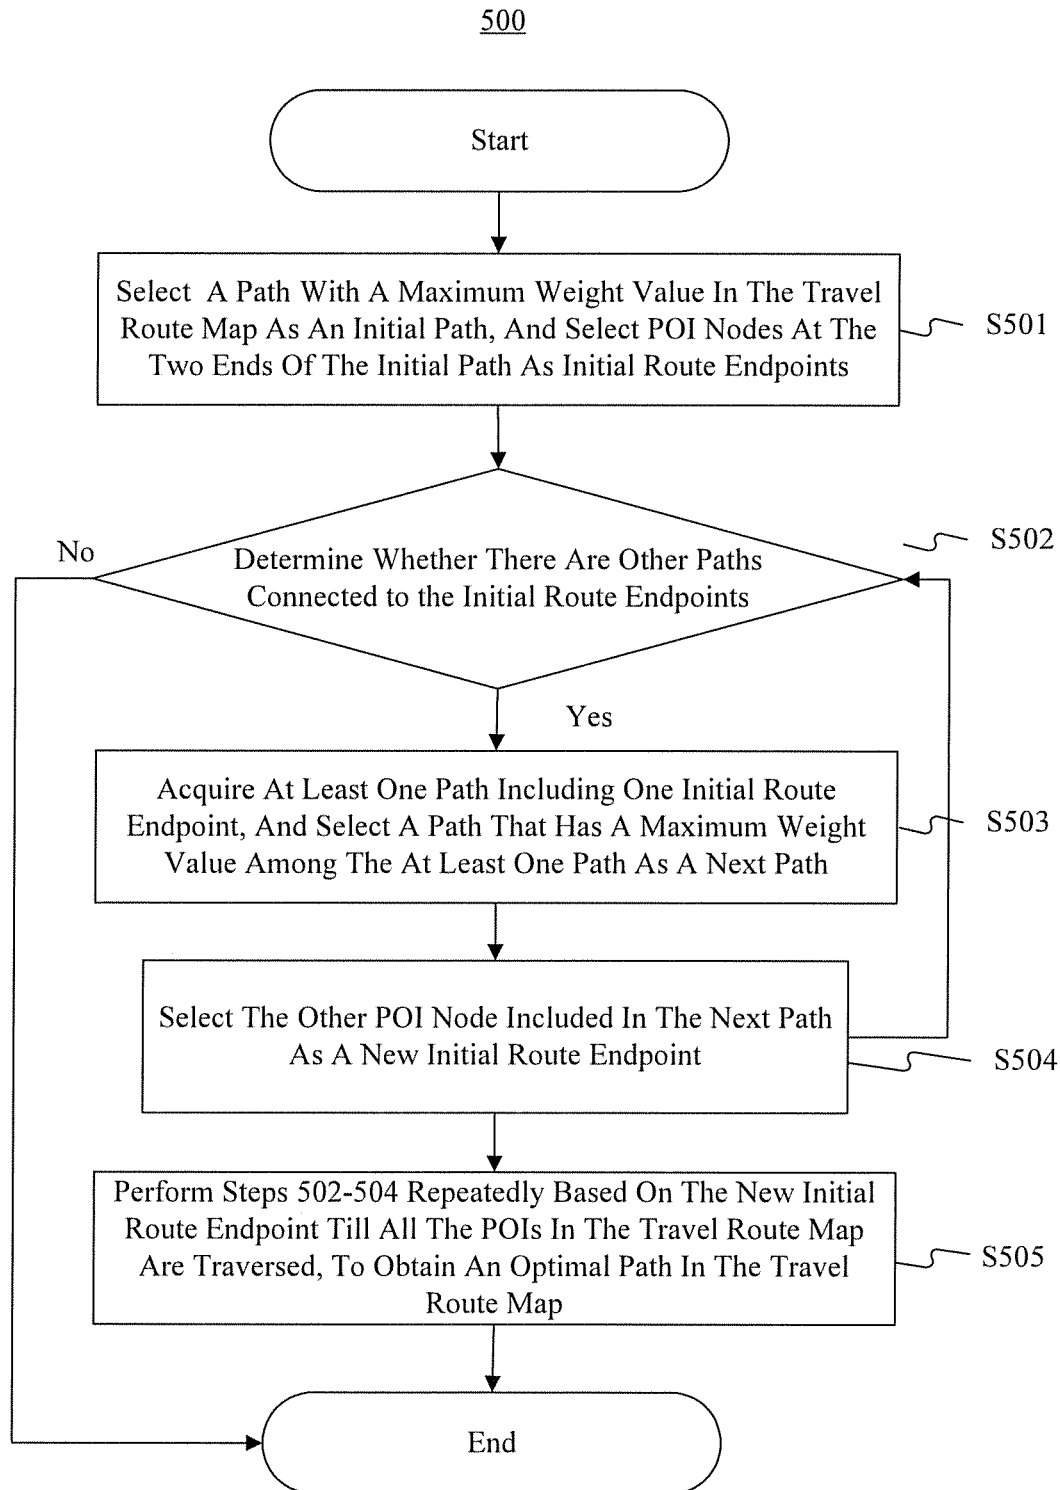 500
Start
Select A Path With A Maximum Weight Value In The Travel
Route Map As An Initial Path, And Select POI Nodes At The
Two Ends Of The Initial Path As Initial Route Endpoints
S501
No
Determine Whether There Are Other Paths
Connected to the Initial Route Endpoints
S502
Yes
Acquire At Least One Path Including One Initial Route
Endpoint, And Select A Path That Has A Maximum Weight
Value Among The At Least One Path As A Next Path
S503
Select The Other POI Node Included In The Next Path
As A New Initial Route Endpoint
S504
Perform Steps 502-504 Repeatedly Based On The New Initial
Route Endpoint Till All The POIs In The Travel Route Map
Are Traversed, To Obtain An Optimal Path In The Travel
Route Map
S505
End